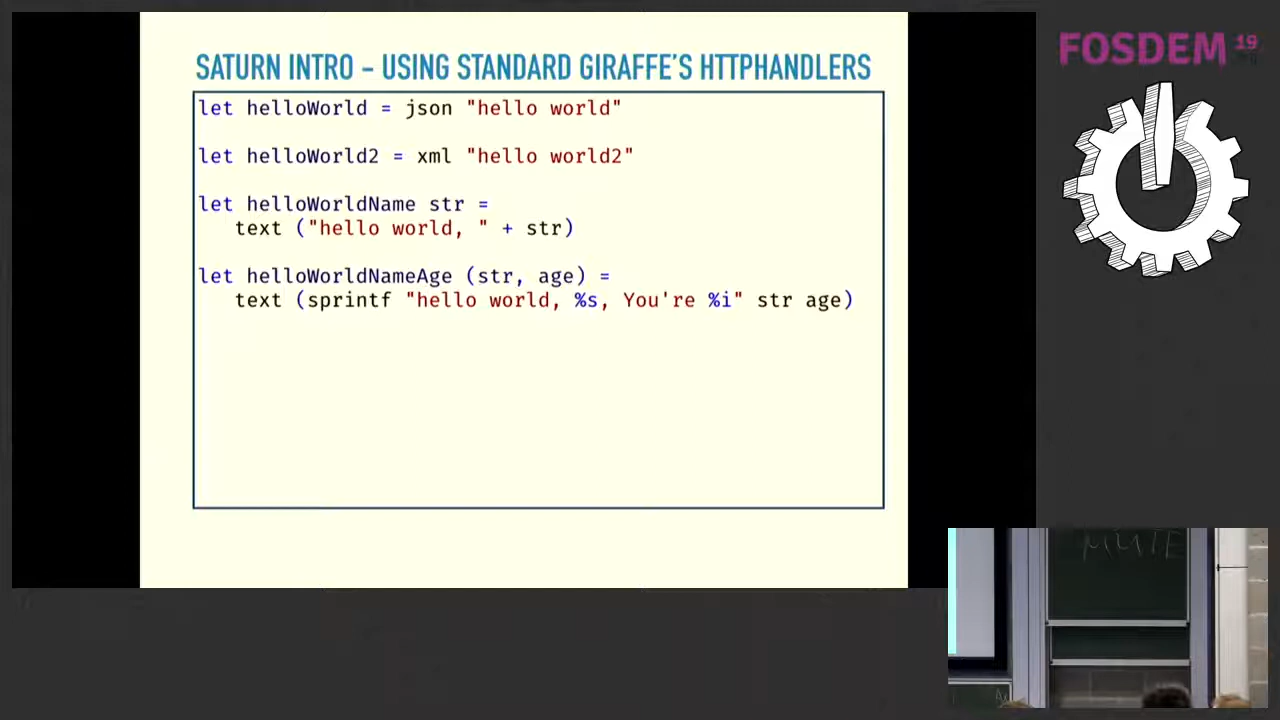 SATURN INTRO – USING STANDARD GIRAFFE'S HTTPHANDLERS
let helloWorld = json "hello world"
let helloWorld2 = xml "hello world2"
let helloWorldName str =
text ("hello world, " + str)
let helloWorldNameAge (str, age) =
text (sprintf "hello world, %s, You're %i" str age)
FOSDEM 19
MUTE